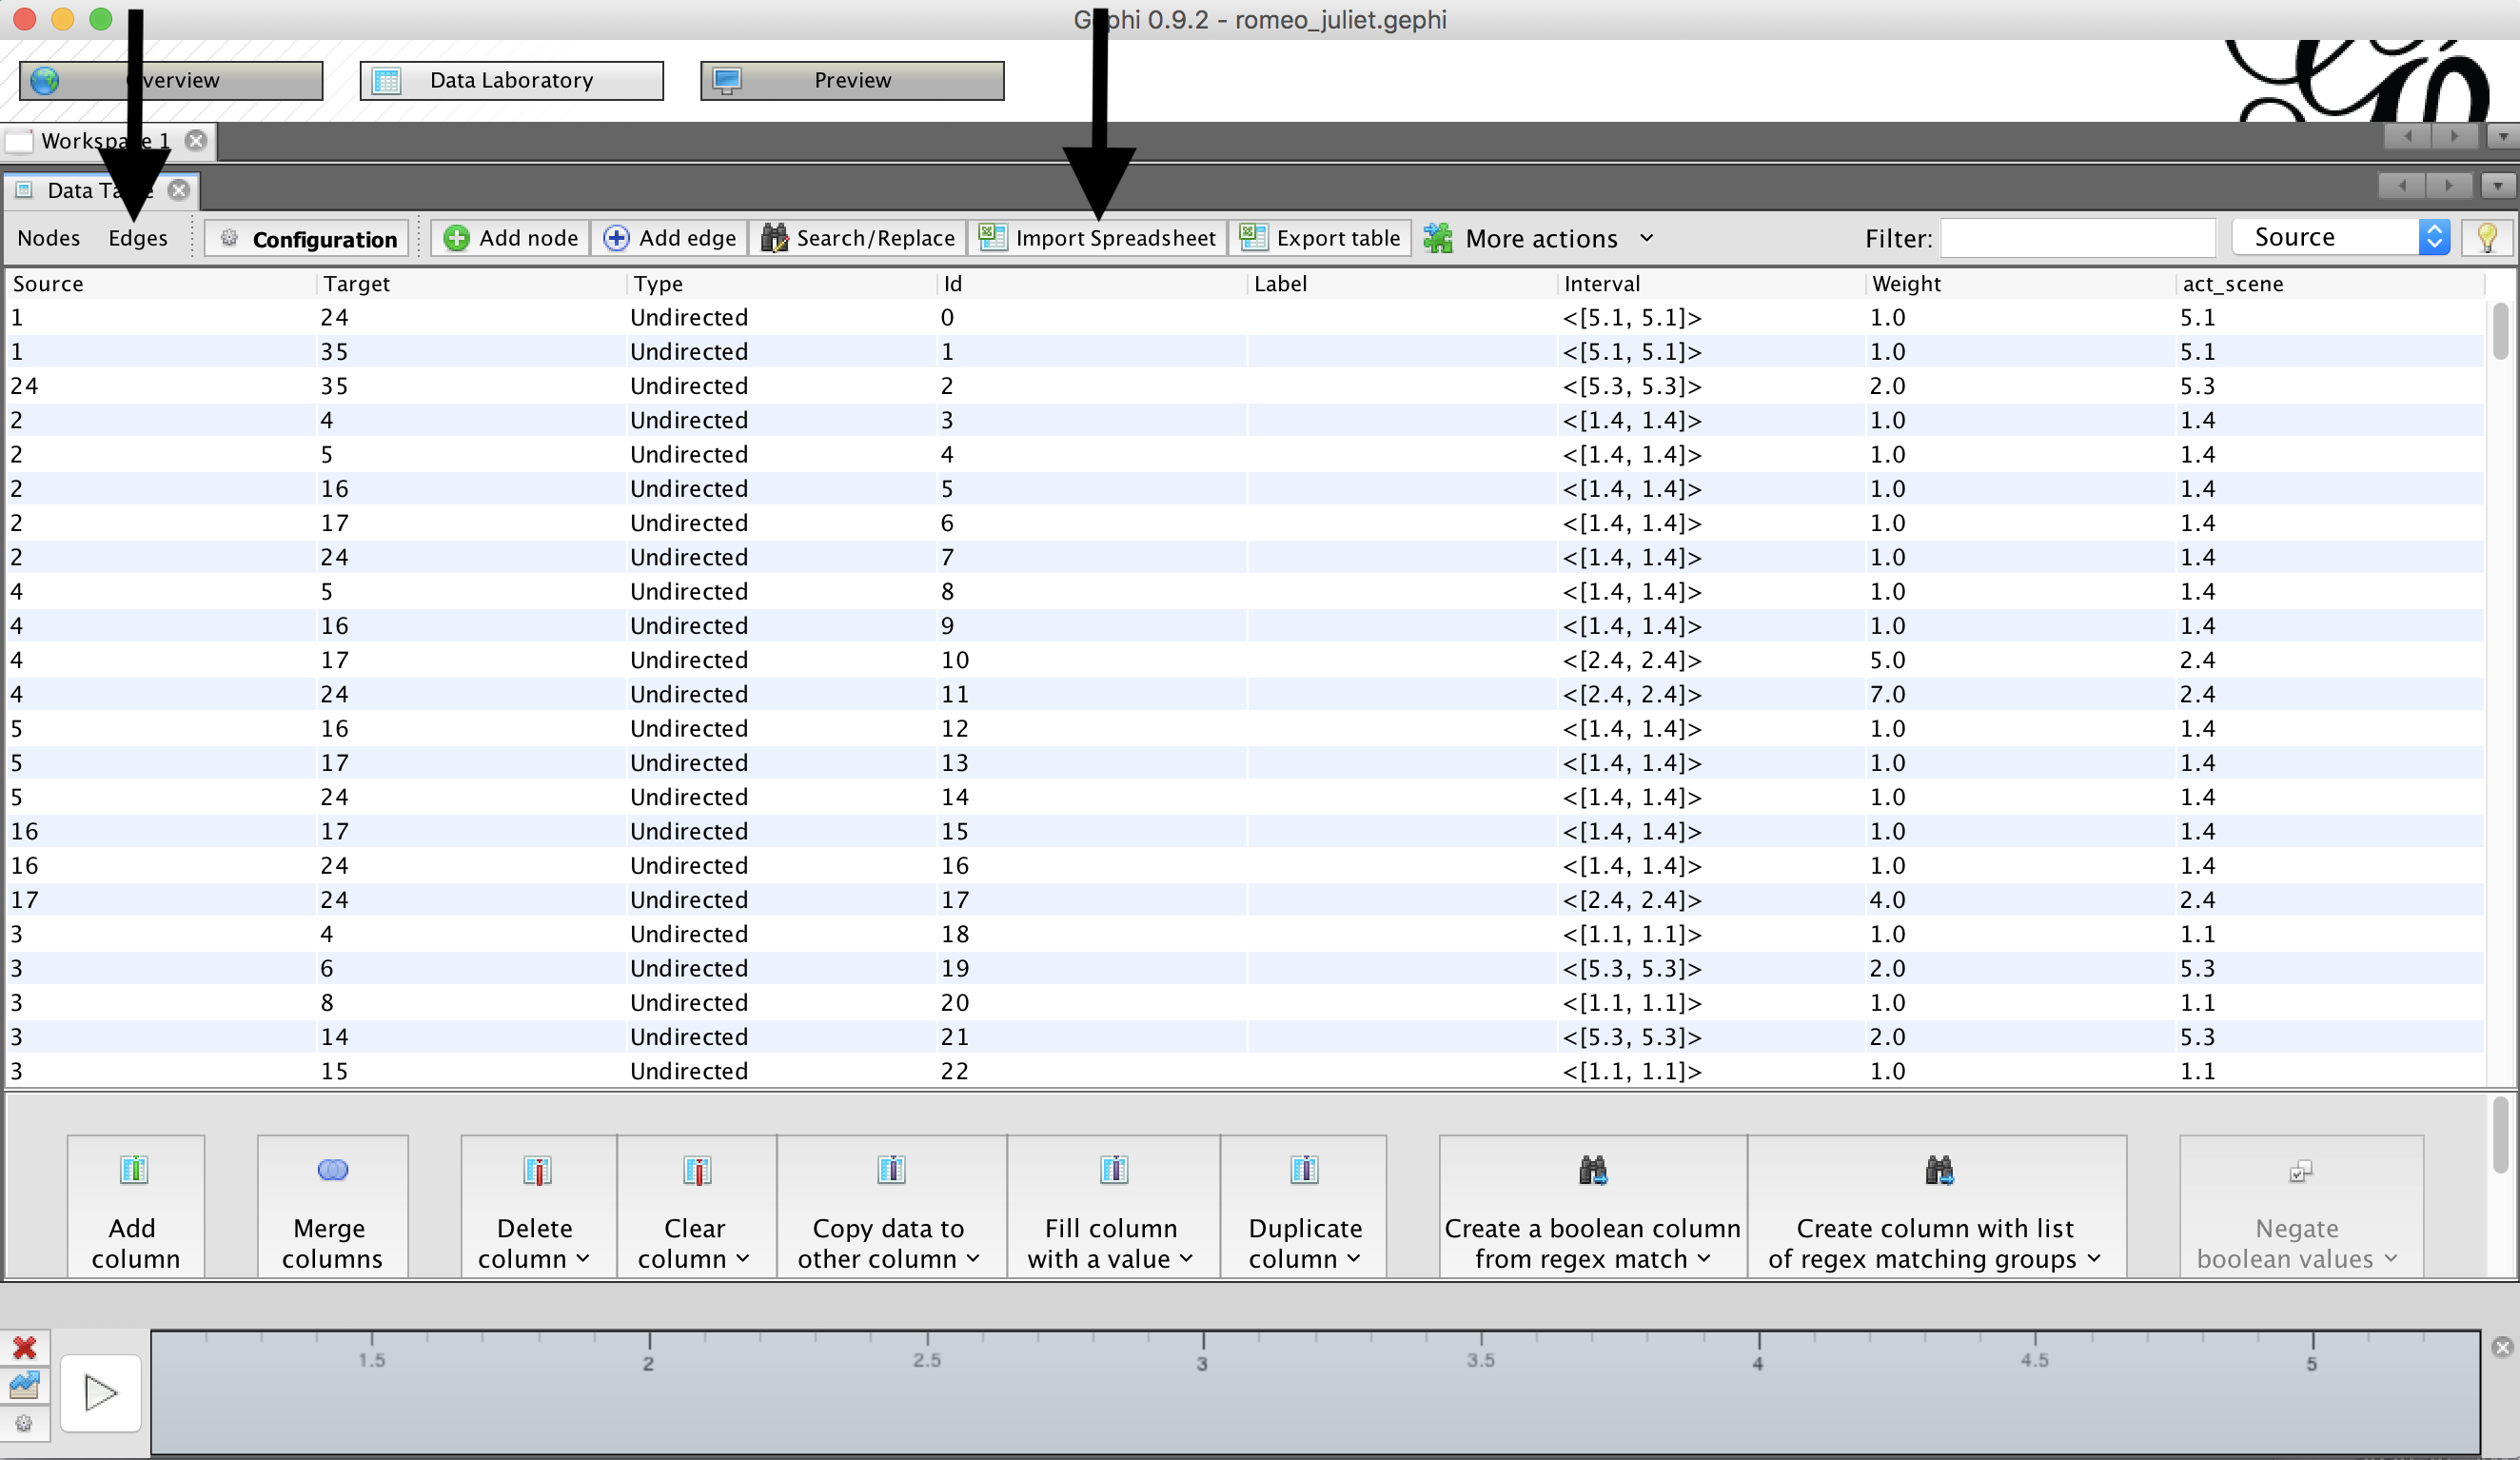 Gephi 0.9.2 - romeo_juliet.gephi
Overview Data Laboratory Preview
Workspace 1
Data Table
Nodes Edges Configuration Add node Add edge Search/Replace Import Spreadsheet Export table More actions Filter: Source
Source Target Type Id Label Interval Weight act_scene
1 24 Undirected 0 <[5.1, 5.1]> 1.0 5.1
1 35 Undirected 1 <[5.1, 5.1]> 1.0 5.1
24 35 Undirected 2 <[5.3, 5.3]> 2.0 5.3
2 4 Undirected 3 <[1.4, 1.4]> 1.0 1.4
2 5 Undirected 4 <[1.4, 1.4]> 1.0 1.4
2 16 Undirected 5 <[1.4, 1.4]> 1.0 1.4
2 17 Undirected 6 <[1.4, 1.4]> 1.0 1.4
2 24 Undirected 7 <[1.4, 1.4]> 1.0 1.4
4 5 Undirected 8 <[1.4, 1.4]> 1.0 1.4
4 16 Undirected 9 <[1.4, 1.4]> 1.0 1.4
4 17 Undirected 10 <[2.4, 2.4]> 5.0 2.4
4 24 Undirected 11 <[2.4, 2.4]> 7.0 2.4
5 16 Undirected 12 <[1.4, 1.4]> 1.0 1.4
5 17 Undirected 13 <[1.4, 1.4]> 1.0 1.4
5 24 Undirected 14 <[1.4, 1.4]> 1.0 1.4
16 17 Undirected 15 <[1.4, 1.4]> 1.0 1.4
16 24 Undirected 16 <[1.4, 1.4]> 1.0 1.4
17 24 Undirected 17 <[2.4, 2.4]> 4.0 2.4
3 4 Undirected 18 <[1.1, 1.1]> 1.0 1.1
3 6 Undirected 19 <[5.3, 5.3]> 2.0 5.3
3 8 Undirected 20 <[1.1, 1.1]> 1.0 1.1
3 14 Undirected 21 <[5.3, 5.3]> 2.0 5.3
3 15 Undirected 22 <[1.1, 1.1]> 1.0 1.1
Add column
Merge columns
Delete column
Clear column
Copy data to other column
Fill column with a value
Duplicate column
Create a boolean column from regex match
Create column with list of regex matching groups
Negate boolean values
1.5 2 2.5 3 3.5 4 4.5 5